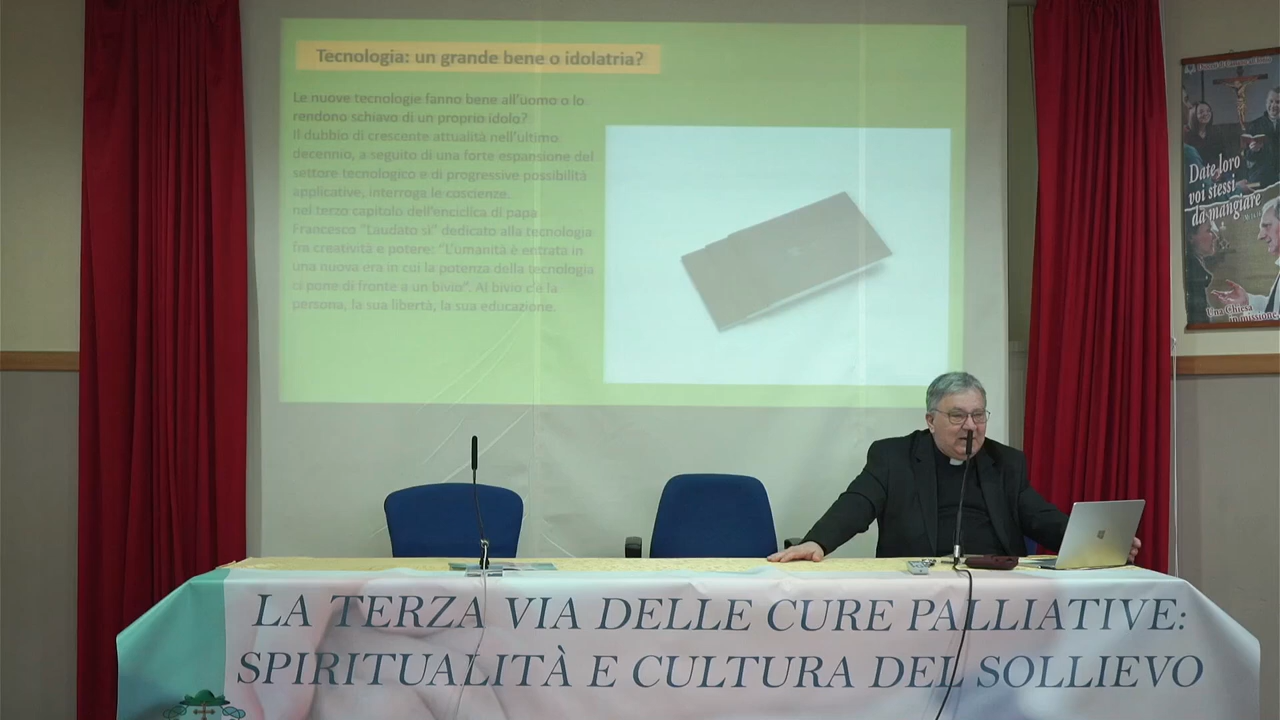 Tecnologia: un grande bene o idolatria?
Le nuove tecnologie fanno bene all'uomo o lo
rendono schiavo di un proprio idolo?
Il dubbio di crescente attualità nell'ultimo
decennio, a seguito di una forte espansione del
settore tecnologico e di progressive possibilità
applicative, interroga le coscienze.
nel terzo capitolo dell'enciclica di papa
Francesco "Laudato si" dedicato alla tecnologia
fra creatività e potere: "L'umanità è entrata in
una nuova era in cui la potenza della tecnologia
ci pone di fronte a un bivio". Al bivio c'è la
persona, la sua libertà, la sua educazione.
Date loro
voi stessi
da mangiare
Una Chiesa
in missione
LA TERZA VIA DELLE CURE PALLIATIVE:
SPIRITUALITÀ E CULTURA DEL SOLLIEVO